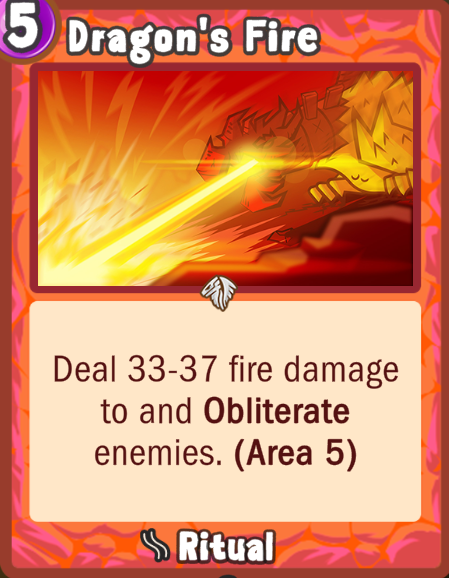 5
Dragon's Fire
Deal 33-37 fire damage
to and Obliterate
enemies. (Area 5)
Ritual